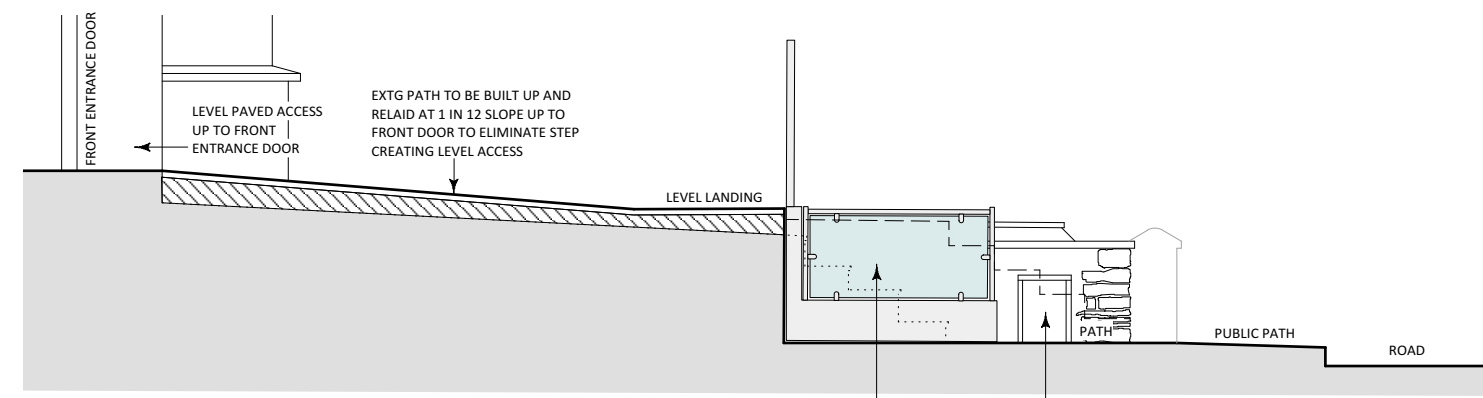 FRONT ENTRANCE DOOR
LEVEL PAVED ACCESS
UP TO FRONT
ENTRANCE DOOR
EXTG PATH TO BE BUILT UP AND
RELAID AT 1 IN 12 SLOPE UP TO
FRONT DOOR TO ELIMINATE STEP
CREATING LEVEL ACCESS
LEVEL LANDING
PATH
PUBLIC PATH
ROAD